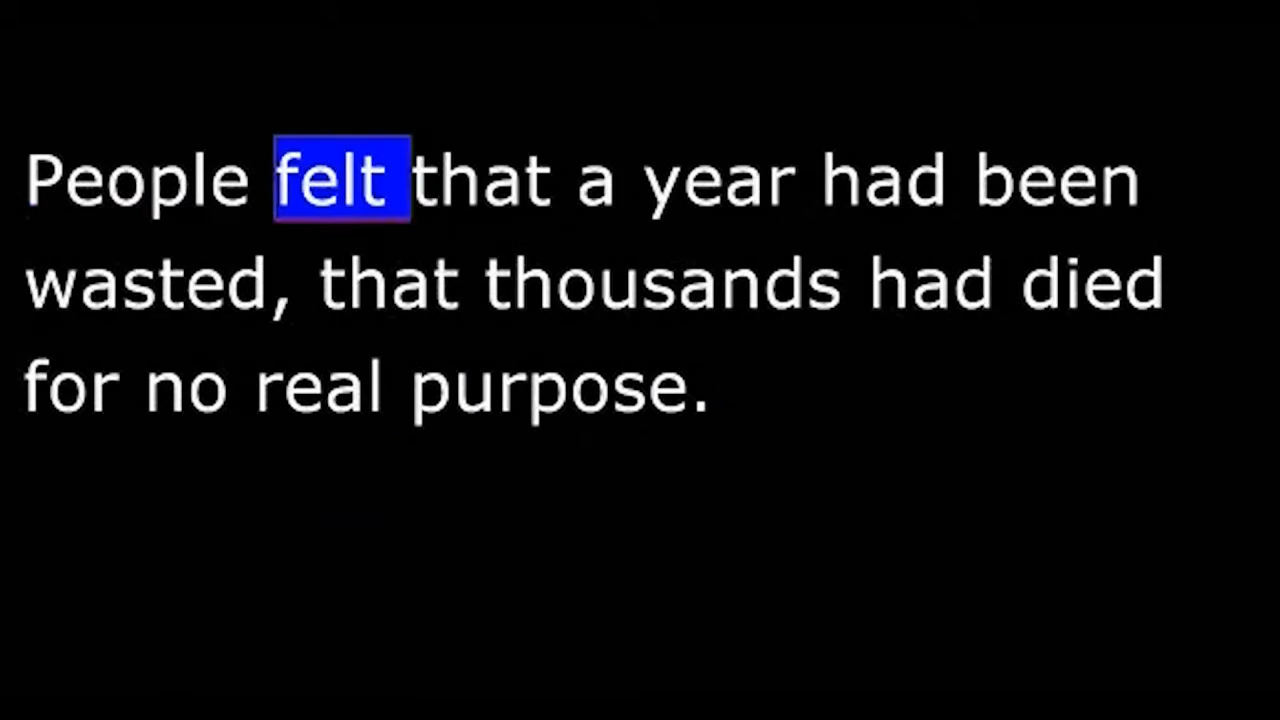 People felt that a year had been
wasted, that thousands had died
for no real purpose.